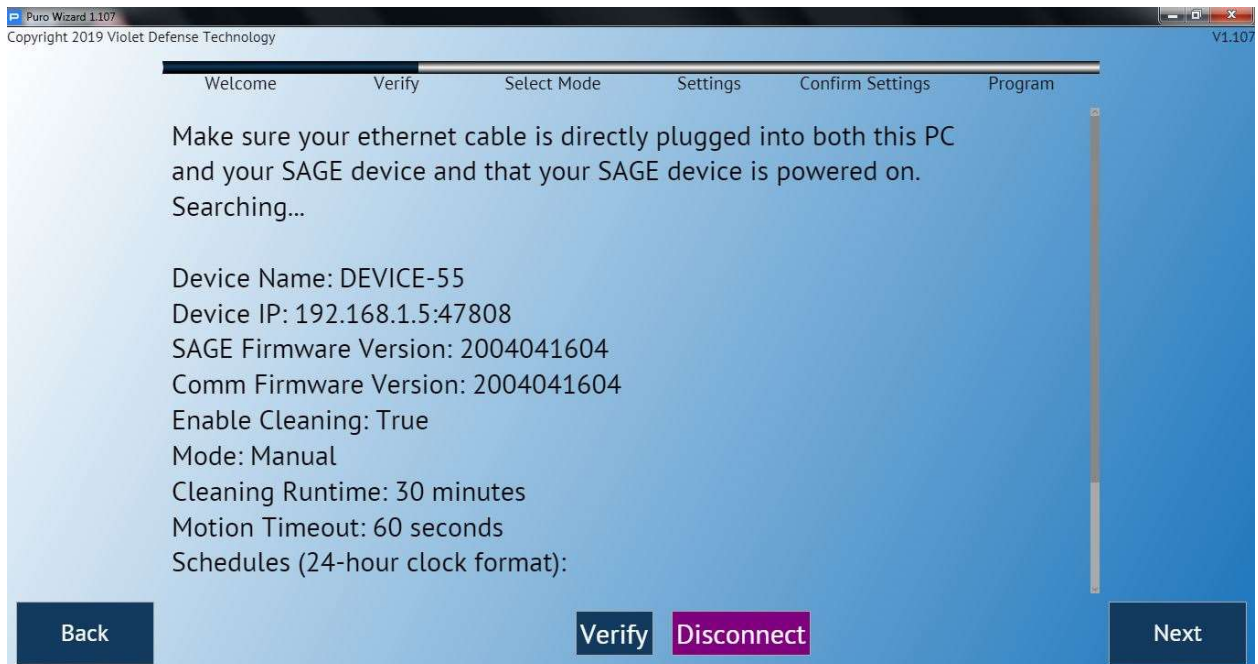 Puro Wizard 1.107
Copyright 2019 Violet Defense Technology
V1.107
Welcome Verify Select Mode Settings Confirm Settings Program
Make sure your ethernet cable is directly plugged into both this PC
and your SAGE device and that your SAGE device is powered on.
Searching...
Device Name: DEVICE-55
Device IP: 192.168.1.5:47808
SAGE Firmware Version: 2004041604
Comm Firmware Version: 2004041604
Enable Cleaning: True
Mode: Manual
Cleaning Runtime: 30 minutes
Motion Timeout: 60 seconds
Schedules (24-hour clock format):
Back Verify Disconnect Next